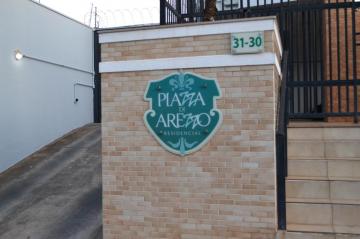 31-30
PIAZZA
DI
AREZZO
RESIDENCIAL